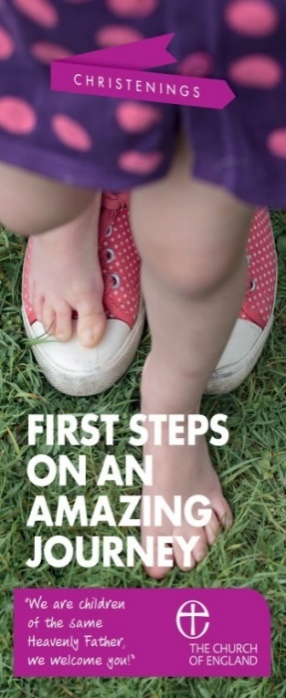 CHRISTENINGS
FIRST STEPS
ON AN
AMAZING
JOURNEY
"We are children
of the same
Heavenly Father,
we welcome you!"
THE CHURCH
OF ENGLAND